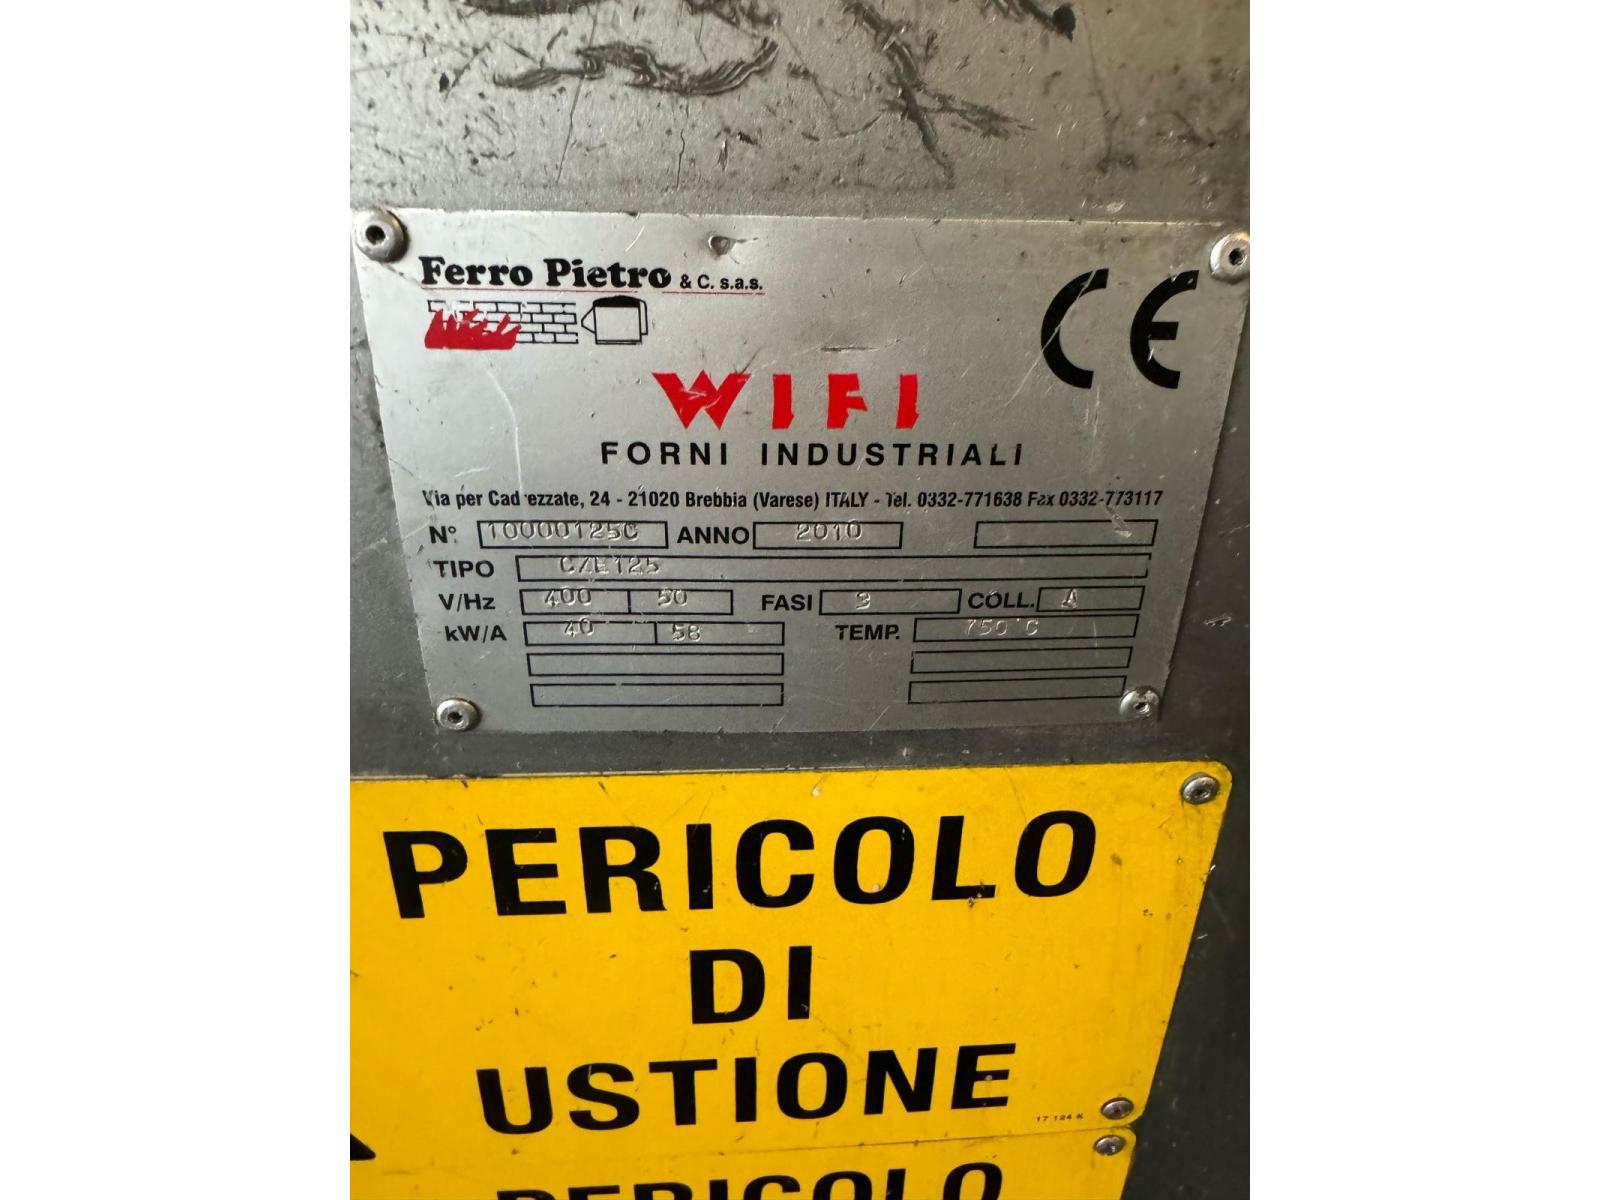 Ferro Pietro & C. s.a.s.
CE
WIFI
FORNI INDUSTRIALI
Via per Cadrezzate, 24 - 21020 Brebbia (Varese) ITALY - Tel. 0332-771638 Fax 0332-773117
N° ANNO 2010
TIPO C/E125
V/Hz 400 50 FASI 3 COLL. A
kW/A 40 58 TEMP. 750°C
PERICOLO
DI
USTIONE
17 124 K
PERICOLO